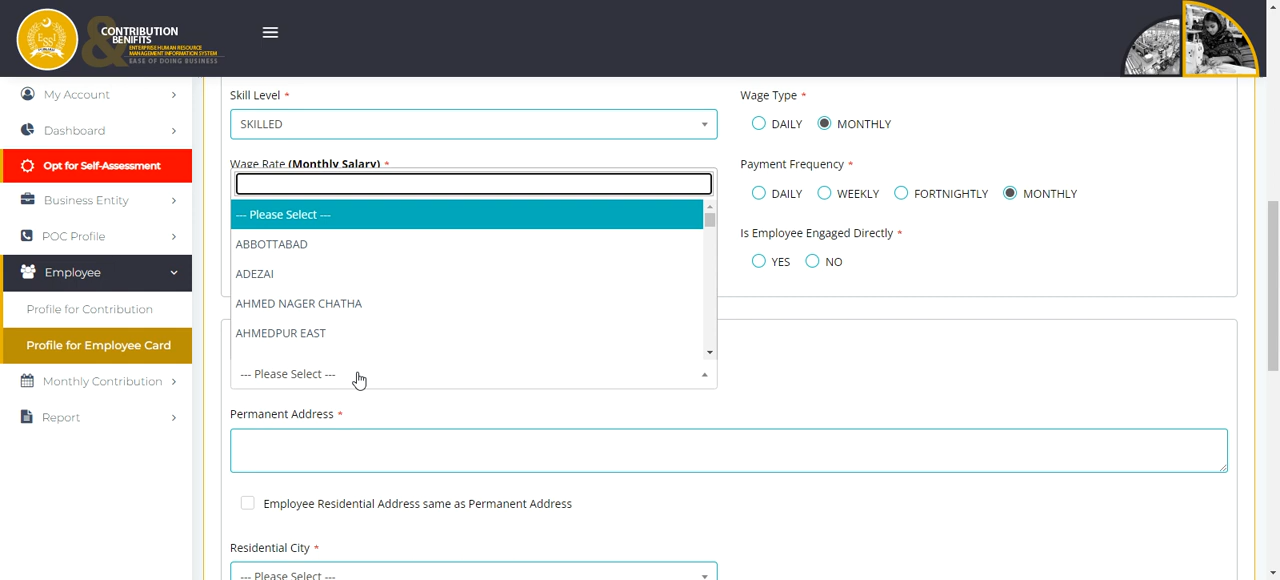 CONTRIBUTION
& BENIFITS
ENTERPRISE HUMAN RESOURCE
MANAGEMENT INFORMATION SYSTEM
EASE OF DOING BUSINESS
My Account
Dashboard
Opt for Self-Assessment
Business Entity
POC Profile
Employee
Profile for Contribution
Profile for Employee Card
Monthly Contribution
Report
Skill Level *
SKILLED
Wage Type *
DAILY MONTHLY
Wage Rate (Monthly Salary) *
Payment Frequency *
DAILY WEEKLY FORTNIGHTLY MONTHLY
Is Employee Engaged Directly *
YES NO
--- Please Select ---
ABBOTTABAD
ADEZAI
AHMED NAGER CHATHA
AHMEDPUR EAST
--- Please Select ---
Permanent Address *
Employee Residential Address same as Permanent Address
Residential City *
--- Please Select ---